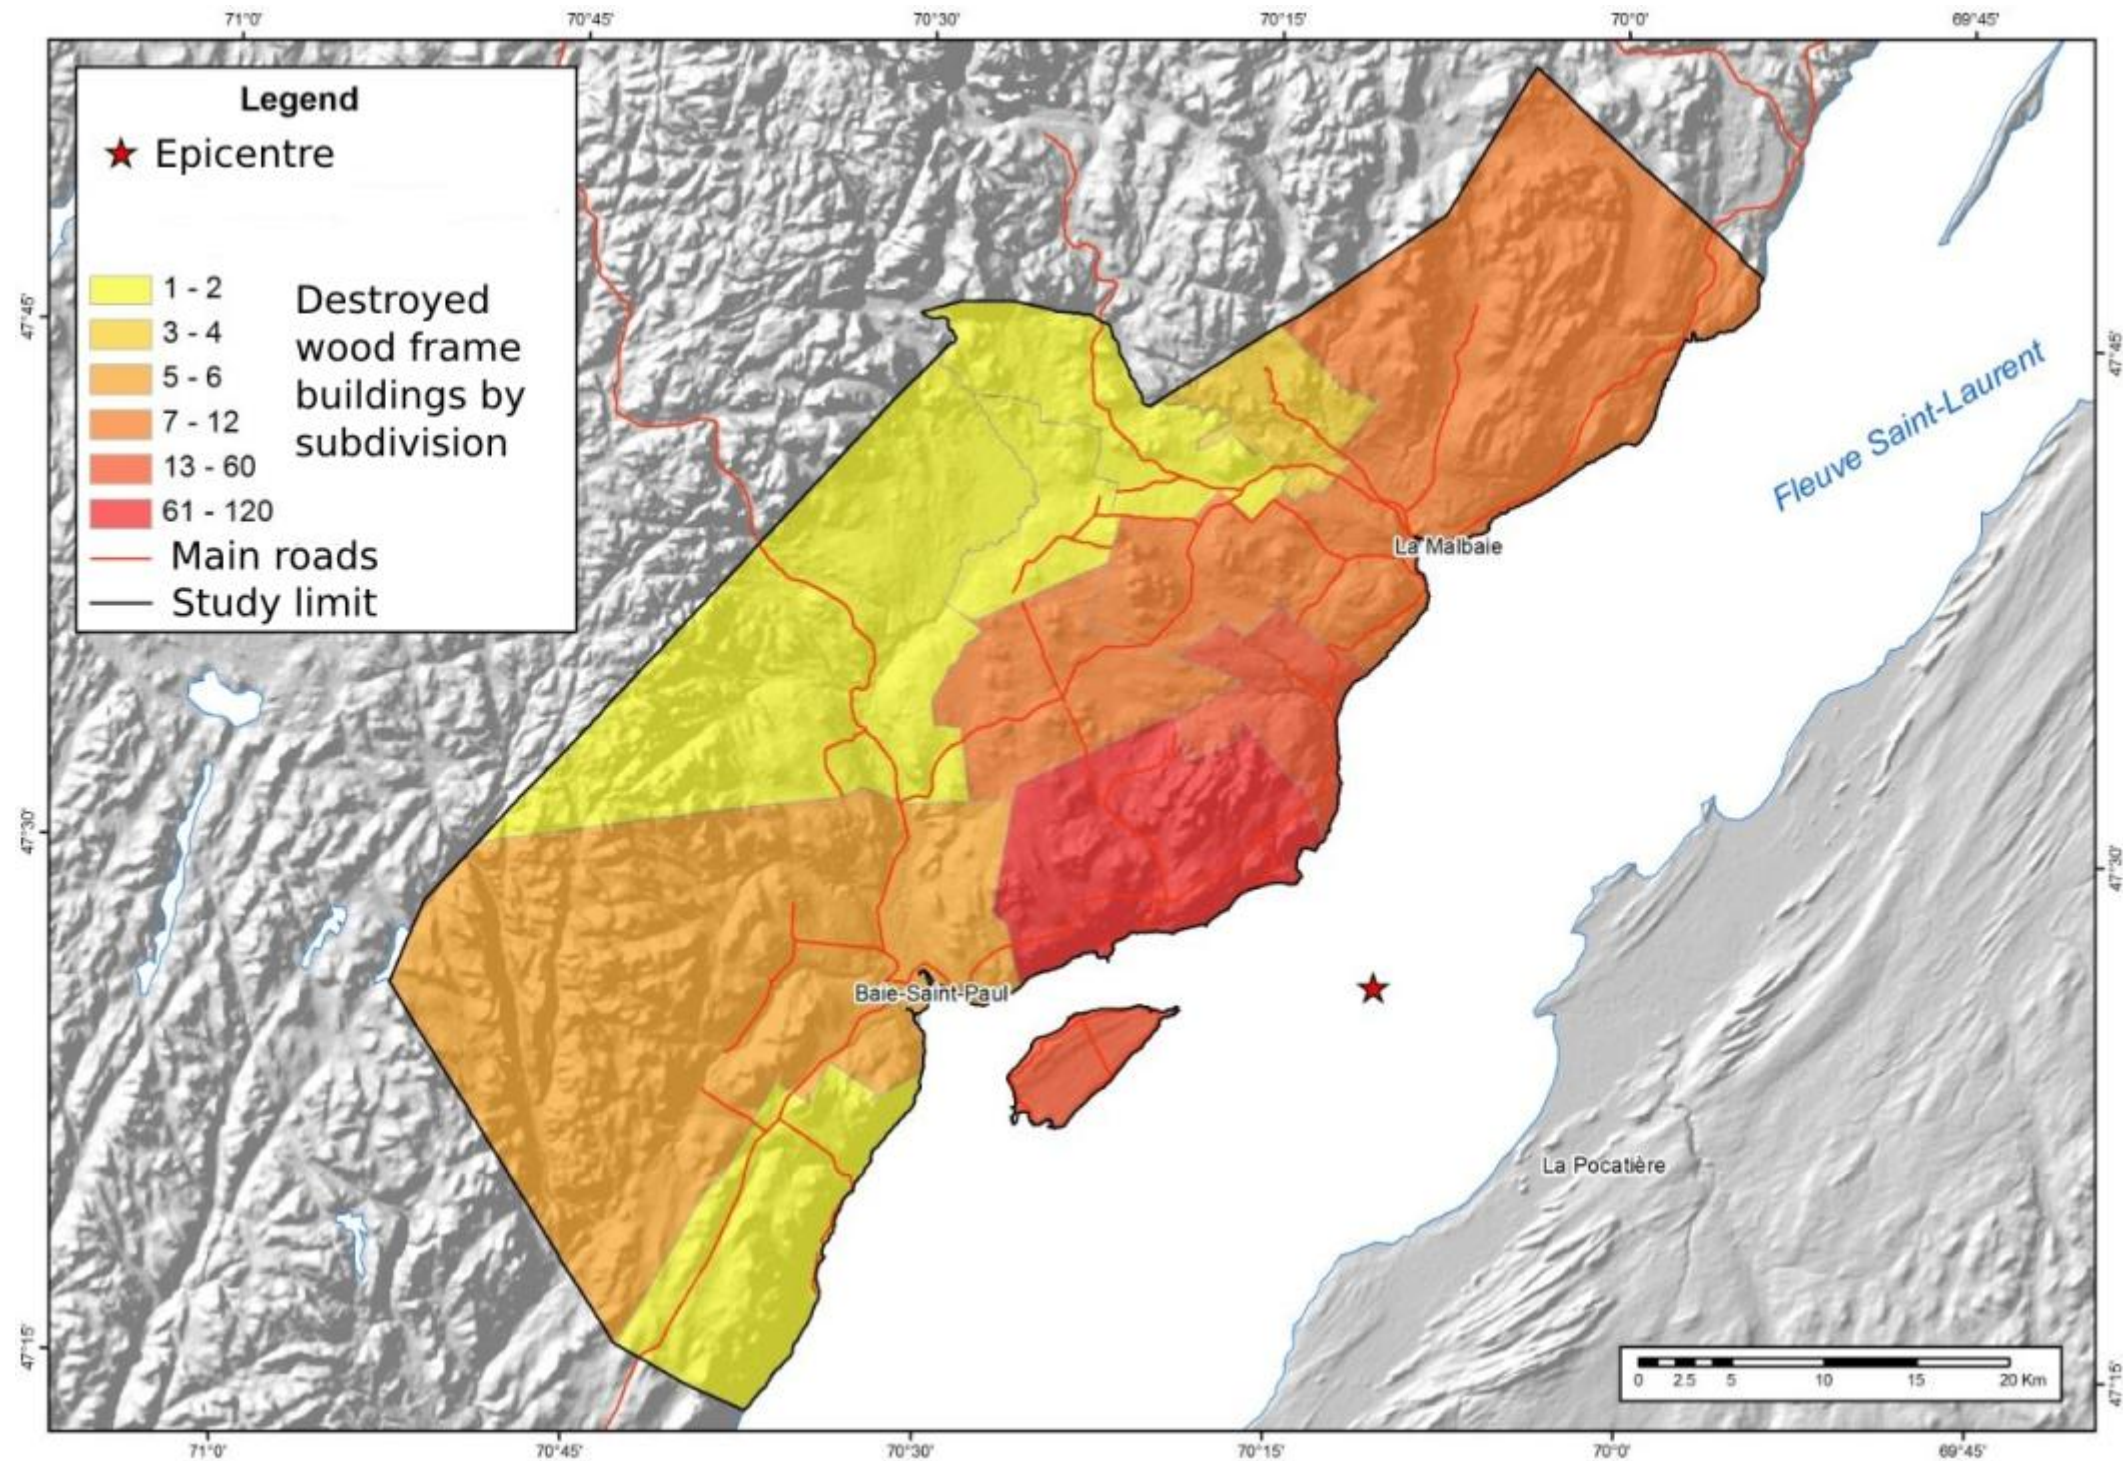 71°0'
70°45'
70°30'
70°15'
70°0'
69°45'
Legend
Epicentre
1 - 2
3 - 4
5 - 6
7 - 12
13 - 60
61 - 120
Destroyed
wood frame
buildings by
subdivision
Main roads
Study limit
47°45'
47°45'
Fleuve Saint-Laurent
La Malbaie
47°30'
47°30'
Baie-Saint-Paul
La Pocatière
47°15'
47°15'
0 2.5 5 10 15 20 Km
71°0'
70°45'
70°30'
70°15'
70°0'
69°45'